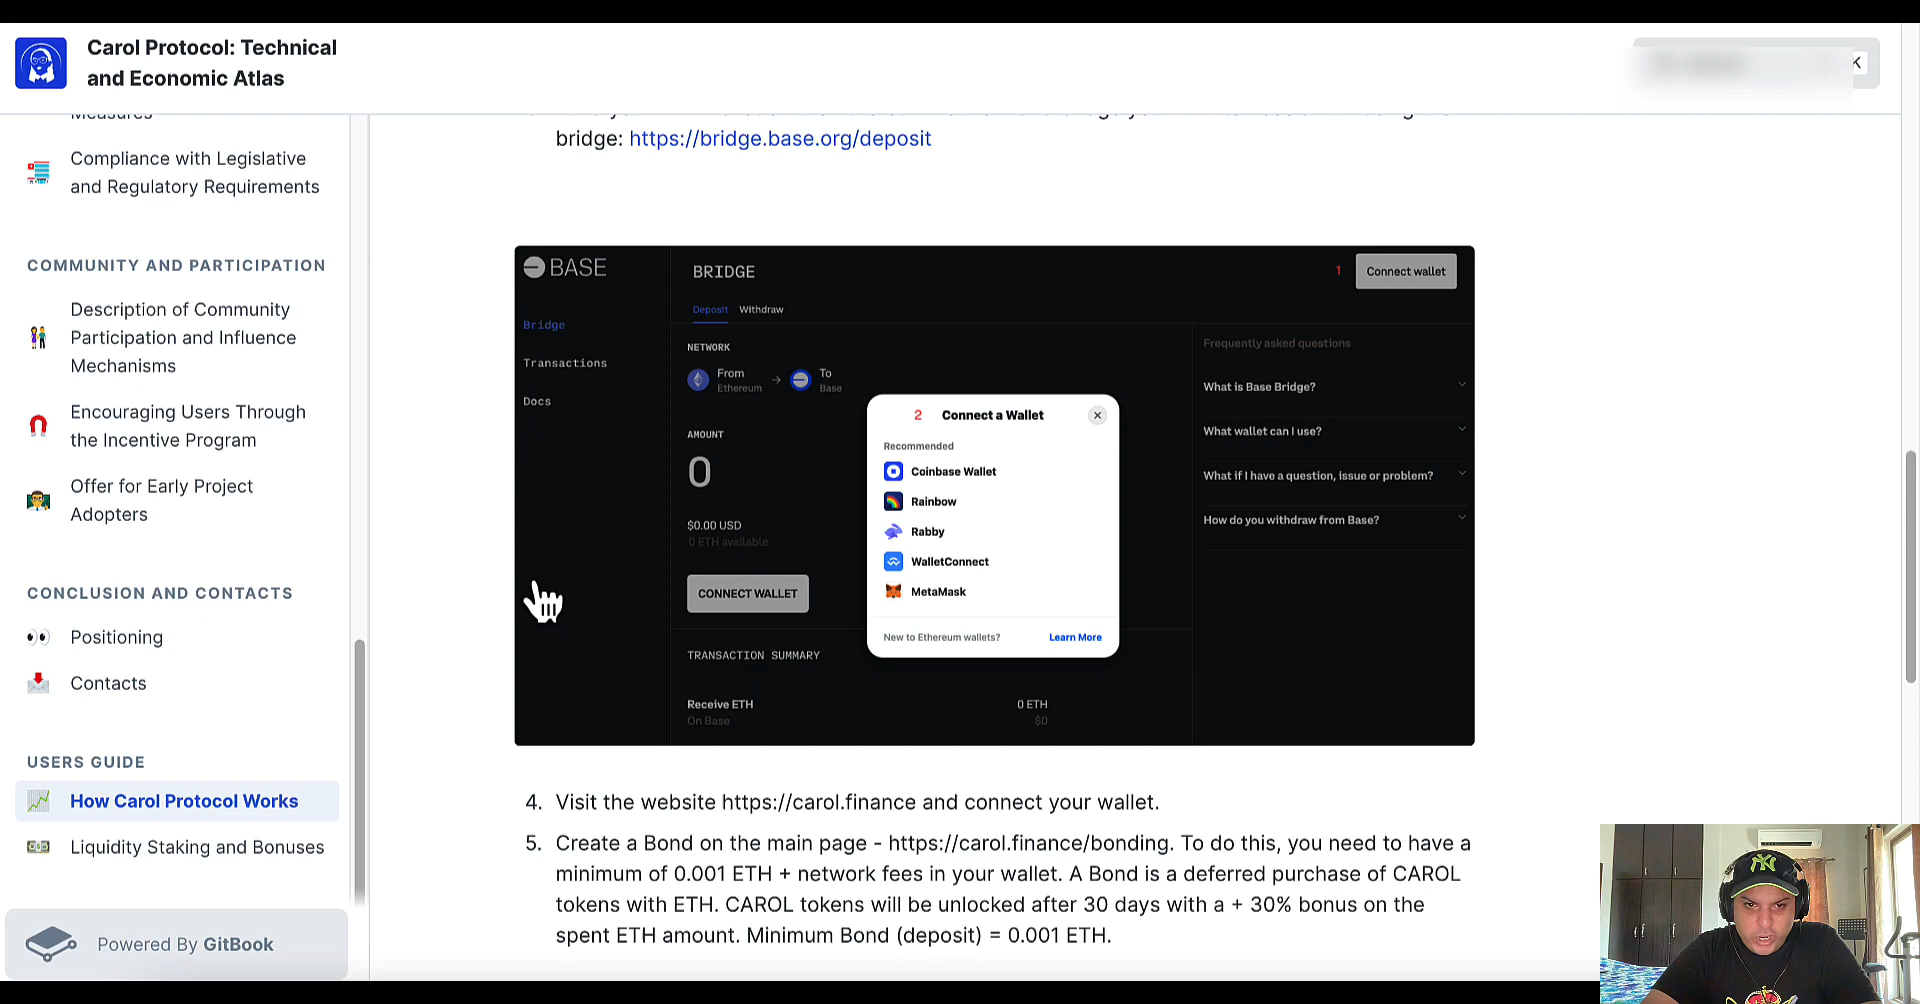 Carol Protocol: Technical
and Economic Atlas
K
Measures
Compliance with Legislative
and Regulatory Requirements
COMMUNITY AND PARTICIPATION
Description of Community
Participation and Influence
Mechanisms
Encouraging Users Through
the Incentive Program
Offer for Early Project
Adopters
CONCLUSION AND CONTACTS
Positioning
Contacts
USERS GUIDE
How Carol Protocol Works
Liquidity Staking and Bonuses
Powered By GitBook
bridge: https://bridge.base.org/deposit
BASE
BRIDGE
1 Connect wallet
Deposit Withdraw
Bridge
Transactions
Docs
NETWORK
From
Ethereum
To
Base
AMOUNT
0
$0.00 USD
0 ETH available
CONNECT WALLET
TRANSACTION SUMMARY
Receive ETH 0 ETH
On Base $0
2 Connect a Wallet
Recommended
Coinbase Wallet
Rainbow
Rabby
WalletConnect
MetaMask
New to Ethereum wallets? Learn More
Frequently asked questions
What is Base Bridge?
What wallet can I use?
What if I have a question, issue or problem?
How do you withdraw from Base?
4. Visit the website https://carol.finance and connect your wallet.
5. Create a Bond on the main page - https://carol.finance/bonding. To do this, you need to have a
minimum of 0.001 ETH + network fees in your wallet. A Bond is a deferred purchase of CAROL
tokens with ETH. CAROL tokens will be unlocked after 30 days with a + 30% bonus on the
spent ETH amount. Minimum Bond (deposit) = 0.001 ETH.